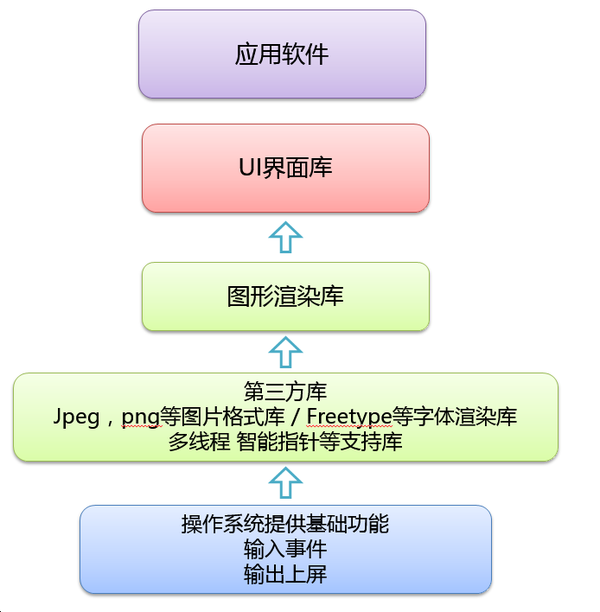 应用软件
UI界面库
图形渲染库
第三方库
Jpeg，png等图片格式库 / Freetype等字体渲染库
多线程 智能指针等支持库
操作系统提供基础功能
输入事件
输出上屏